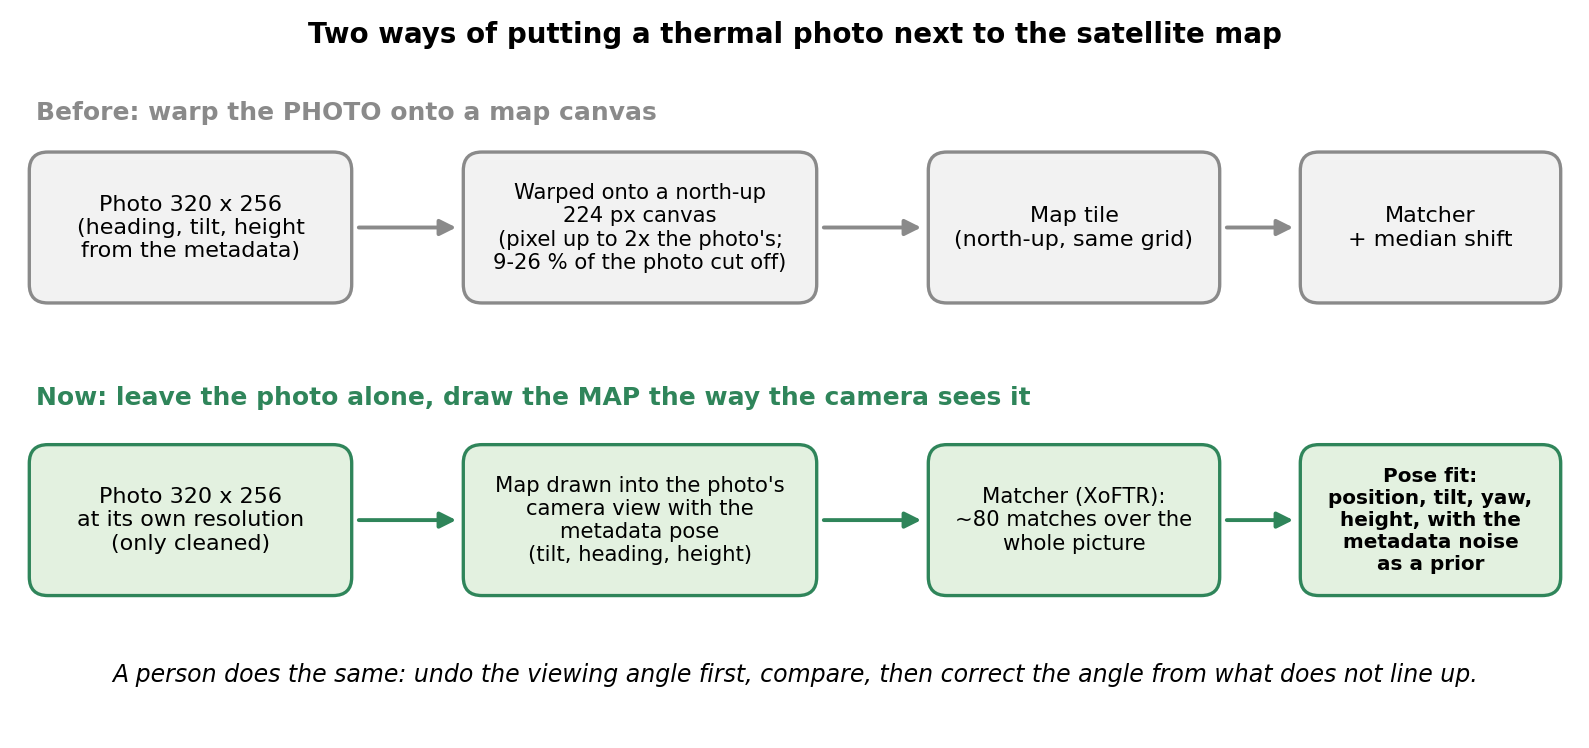 Two ways of putting a thermal photo next to the satellite map
Before: warp the PHOTO onto a map canvas
Photo 320 x 256
(heading, tilt, height
from the metadata)
Warped onto a north-up
224 px canvas
(pixel up to 2x the photo's;
9-26 % of the photo cut off)
Map tile
(north-up, same grid)
Matcher
+ median shift
Now: leave the photo alone, draw the MAP the way the camera sees it
Photo 320 x 256
at its own resolution
(only cleaned)
Map drawn into the photo's
camera view with the
metadata pose
(tilt, heading, height)
Matcher (XoFTR):
~80 matches over the
whole picture
Pose fit:
position, tilt, yaw,
height, with the
metadata noise
as a prior
A person does the same: undo the viewing angle first, compare, then correct the angle from what does not line up.